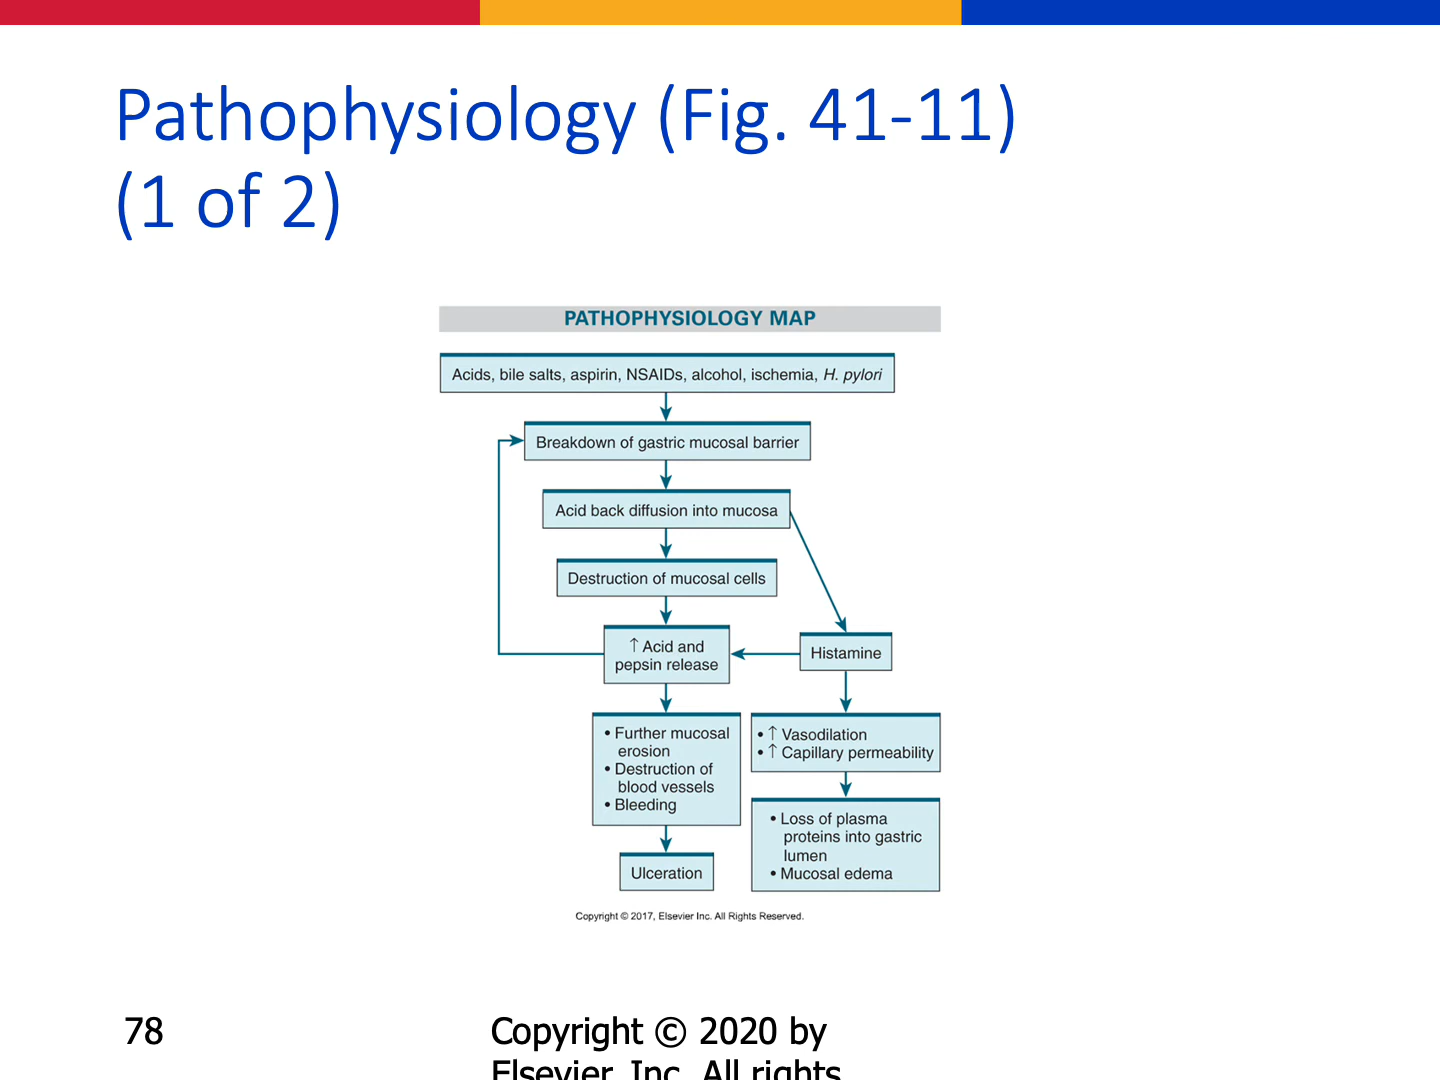 Pathophysiology (Fig. 41-11)
(1 of 2)
PATHOPHYSIOLOGY MAP
Acids, bile salts, aspirin, NSAIDs, alcohol, ischemia, H. pylori
Breakdown of gastric mucosal barrier
Acid back diffusion into mucosa
Destruction of mucosal cells
↑ Acid and
pepsin release
Histamine
• Further mucosal
erosion
• Destruction of
blood vessels
• Bleeding
• ↑ Vasodilation
• ↑ Capillary permeability
• Loss of plasma
proteins into gastric
lumen
• Mucosal edema
Ulceration
Copyright © 2017, Elsevier Inc. All Rights Reserved.
78
Copyright © 2020 by
Elsevier, Inc. All rights